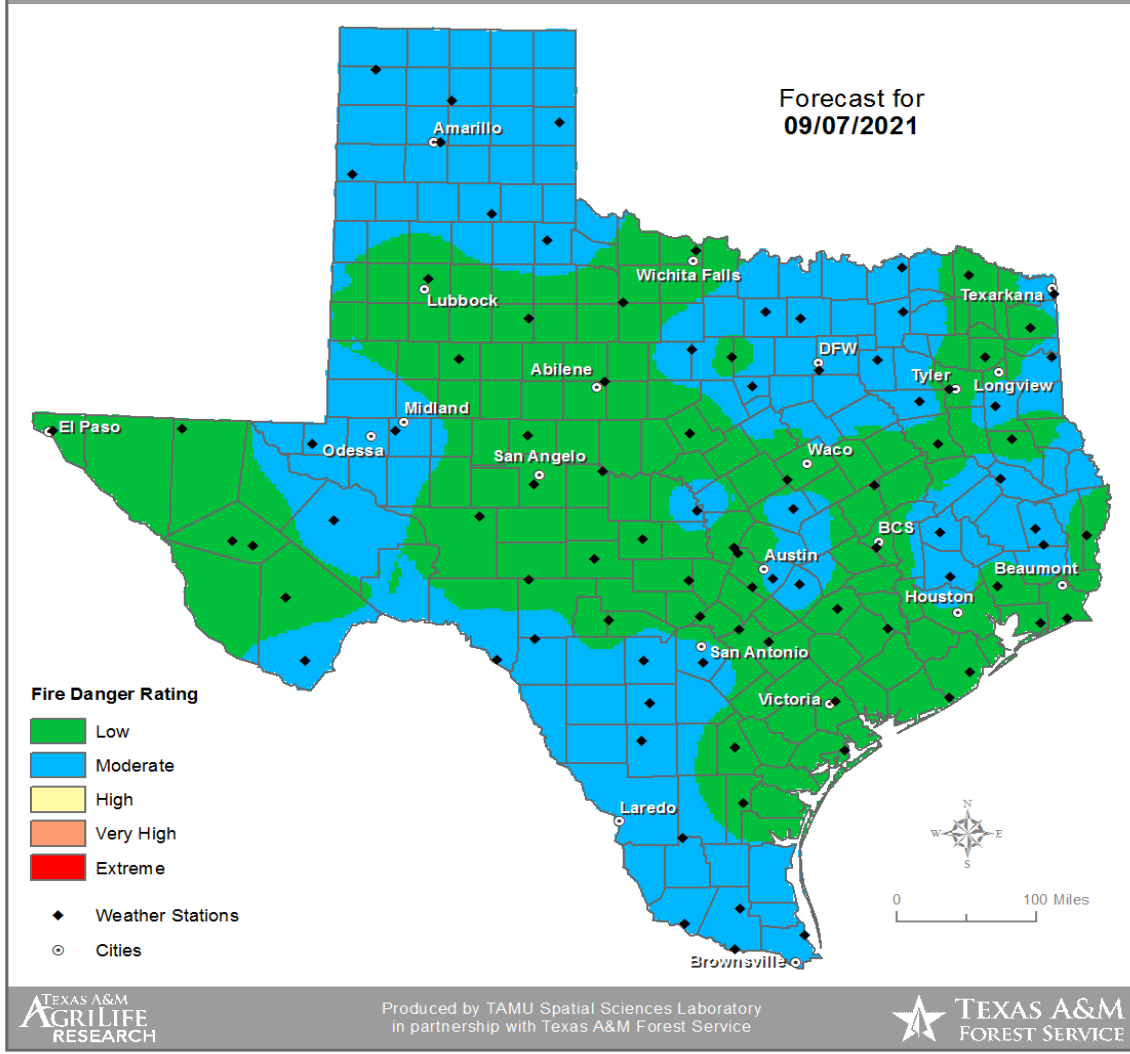 Forecast for
09/07/2021
Amarillo
Wichita Falls
Lubbock
Texarkana
DFW
Abilene
Tyler
Longview
Midland
El Paso
Odessa
San Angelo
Waco
BCS
Austin
Beaumont
Houston
San Antonio
Victoria
Laredo
Brownsville
Fire Danger Rating
Low
Moderate
High
Very High
Extreme
Weather Stations
Cities
N
W
E
S
0
100 Miles
TEXAS A&M
AGRILIFE
RESEARCH
Produced by TAMU Spatial Sciences Laboratory
in partnership with Texas A&M Forest Service
TEXAS A&M
FOREST SERVICE